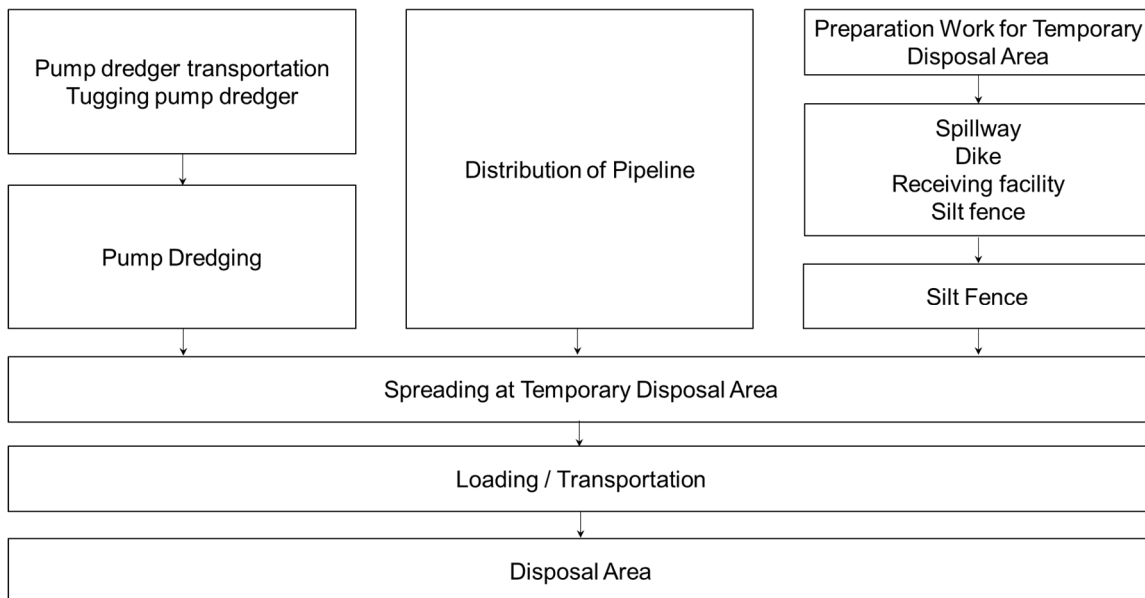 Pump dredger transportation
Tugging pump dredger
Pump Dredging
Distribution of Pipeline
Preparation Work for Temporary
Disposal Area
Spillway
Dike
Receiving facility
Silt fence
Silt Fence
Spreading at Temporary Disposal Area
Loading / Transportation
Disposal Area